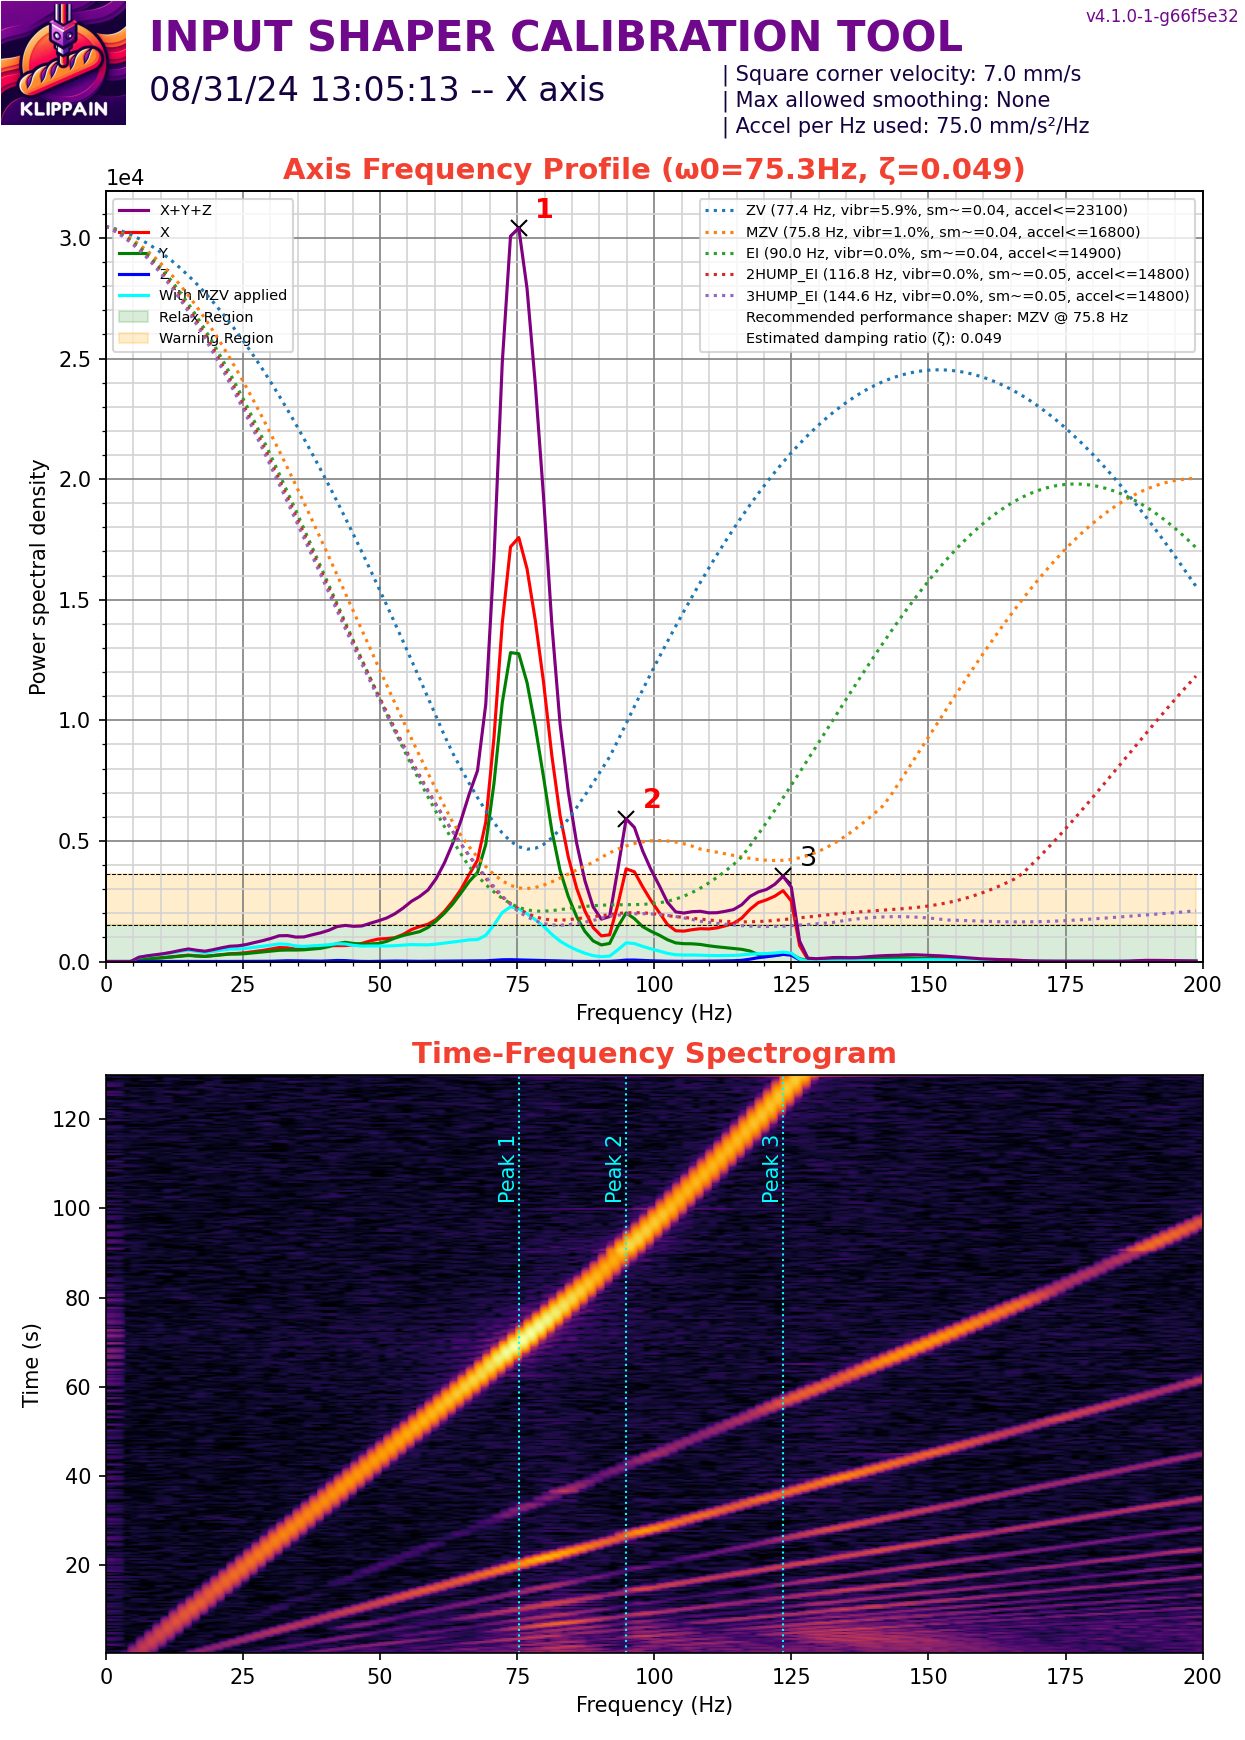 v4.1.0-1-g66f5e32
INPUT SHAPER CALIBRATION TOOL
08/31/24 13:05:13 -- X axis
| Square corner velocity: 7.0 mm/s
| Max allowed smoothing: None
| Accel per Hz used: 75.0 mm/s²/Hz
KLIPPAIN
Axis Frequency Profile (ω0=75.3Hz, ζ=0.049)
1e4
X+Y+Z
X
Y
Z
With MZV applied
Relax Region
Warning Region
ZV (77.4 Hz, vibr=5.9%, sm~=0.04, accel<=23100)
MZV (75.8 Hz, vibr=1.0%, sm~=0.04, accel<=16800)
EI (90.0 Hz, vibr=0.0%, sm~=0.04, accel<=14900)
2HUMP_EI (116.8 Hz, vibr=0.0%, sm~=0.05, accel<=14800)
3HUMP_EI (144.6 Hz, vibr=0.0%, sm~=0.05, accel<=14800)
Recommended performance shaper: MZV @ 75.8 Hz
Estimated damping ratio (ζ): 0.049
1
2
3
3.0
2.5
2.0
1.5
1.0
0.5
0.0
Power spectral density
0 25 50 75 100 125 150 175 200
Frequency (Hz)
Time-Frequency Spectrogram
Peak 1
Peak 2
Peak 3
120
100
80
60
40
20
Time (s)
0 25 50 75 100 125 150 175 200
Frequency (Hz)